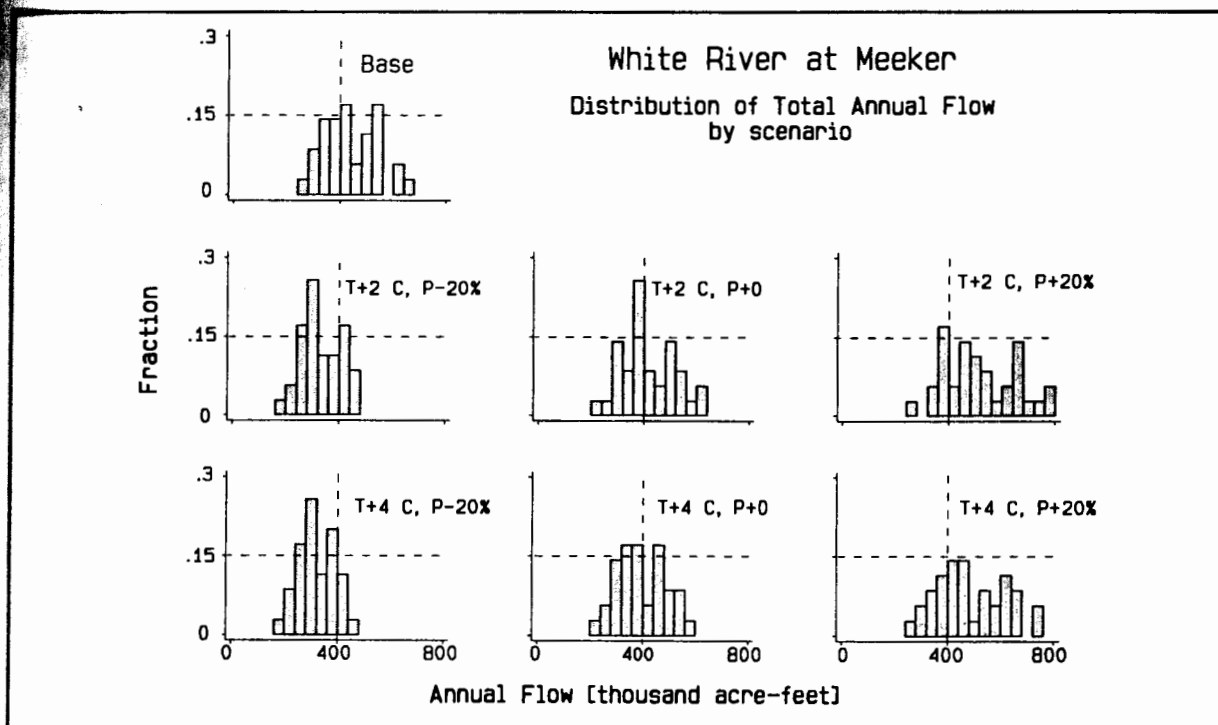 White River at Meeker
Distribution of Total Annual Flow
by scenario
.3
.15
0
Base
Fraction
.3
.15
0
T+2 C, P-20%
T+2 C, P+0
T+2 C, P+20%
.3
.15
0
T+4 C, P-20%
T+4 C, P+0
T+4 C, P+20%
0 400 800
0 400 800
0 400 800
Annual Flow [thousand acre-feet]